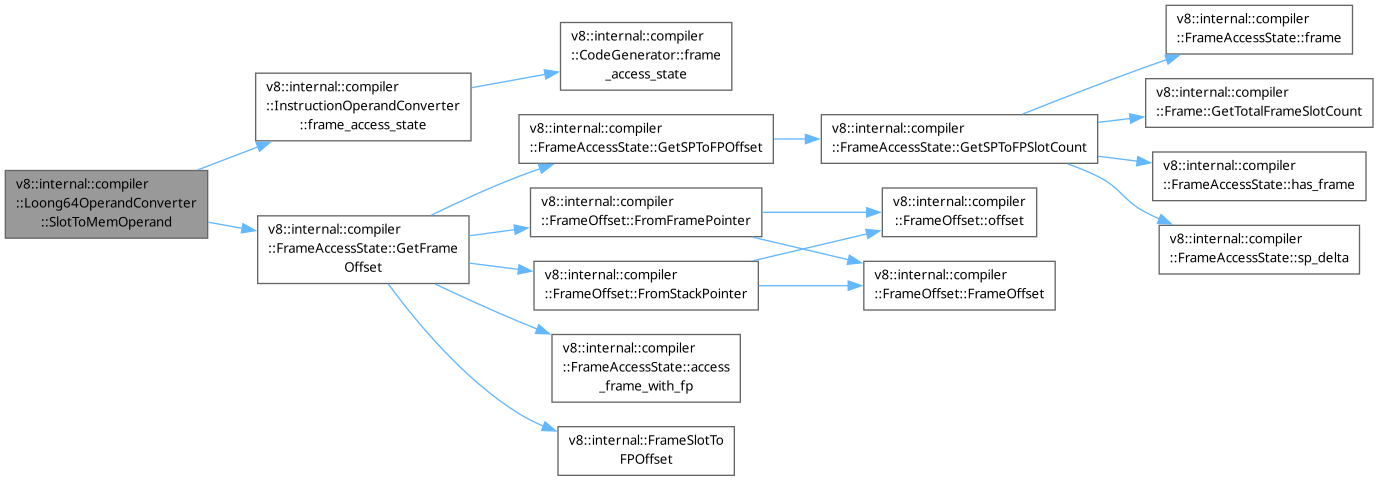 v8::internal::compiler
::Loong64OperandConverter
::SlotToMemOperand
v8::internal::compiler
::InstructionOperandConverter
::frame_access_state
v8::internal::compiler
::CodeGenerator::frame
_access_state
v8::internal::compiler
::FrameAccessState::GetFrame
Offset
v8::internal::compiler
::FrameAccessState::GetSPToFPOffset
v8::internal::compiler
::FrameAccessState::GetSPToFPSlotCount
v8::internal::compiler
::FrameAccessState::frame
v8::internal::compiler
::Frame::GetTotalFrameSlotCount
v8::internal::compiler
::FrameAccessState::has_frame
v8::internal::compiler
::FrameAccessState::sp_delta
v8::internal::compiler
::FrameOffset::FromFramePointer
v8::internal::compiler
::FrameOffset::offset
v8::internal::compiler
::FrameOffset::FromStackPointer
v8::internal::compiler
::FrameOffset::FrameOffset
v8::internal::compiler
::FrameAccessState::access
_frame_with_fp
v8::internal::FrameSlotTo
FPOffset